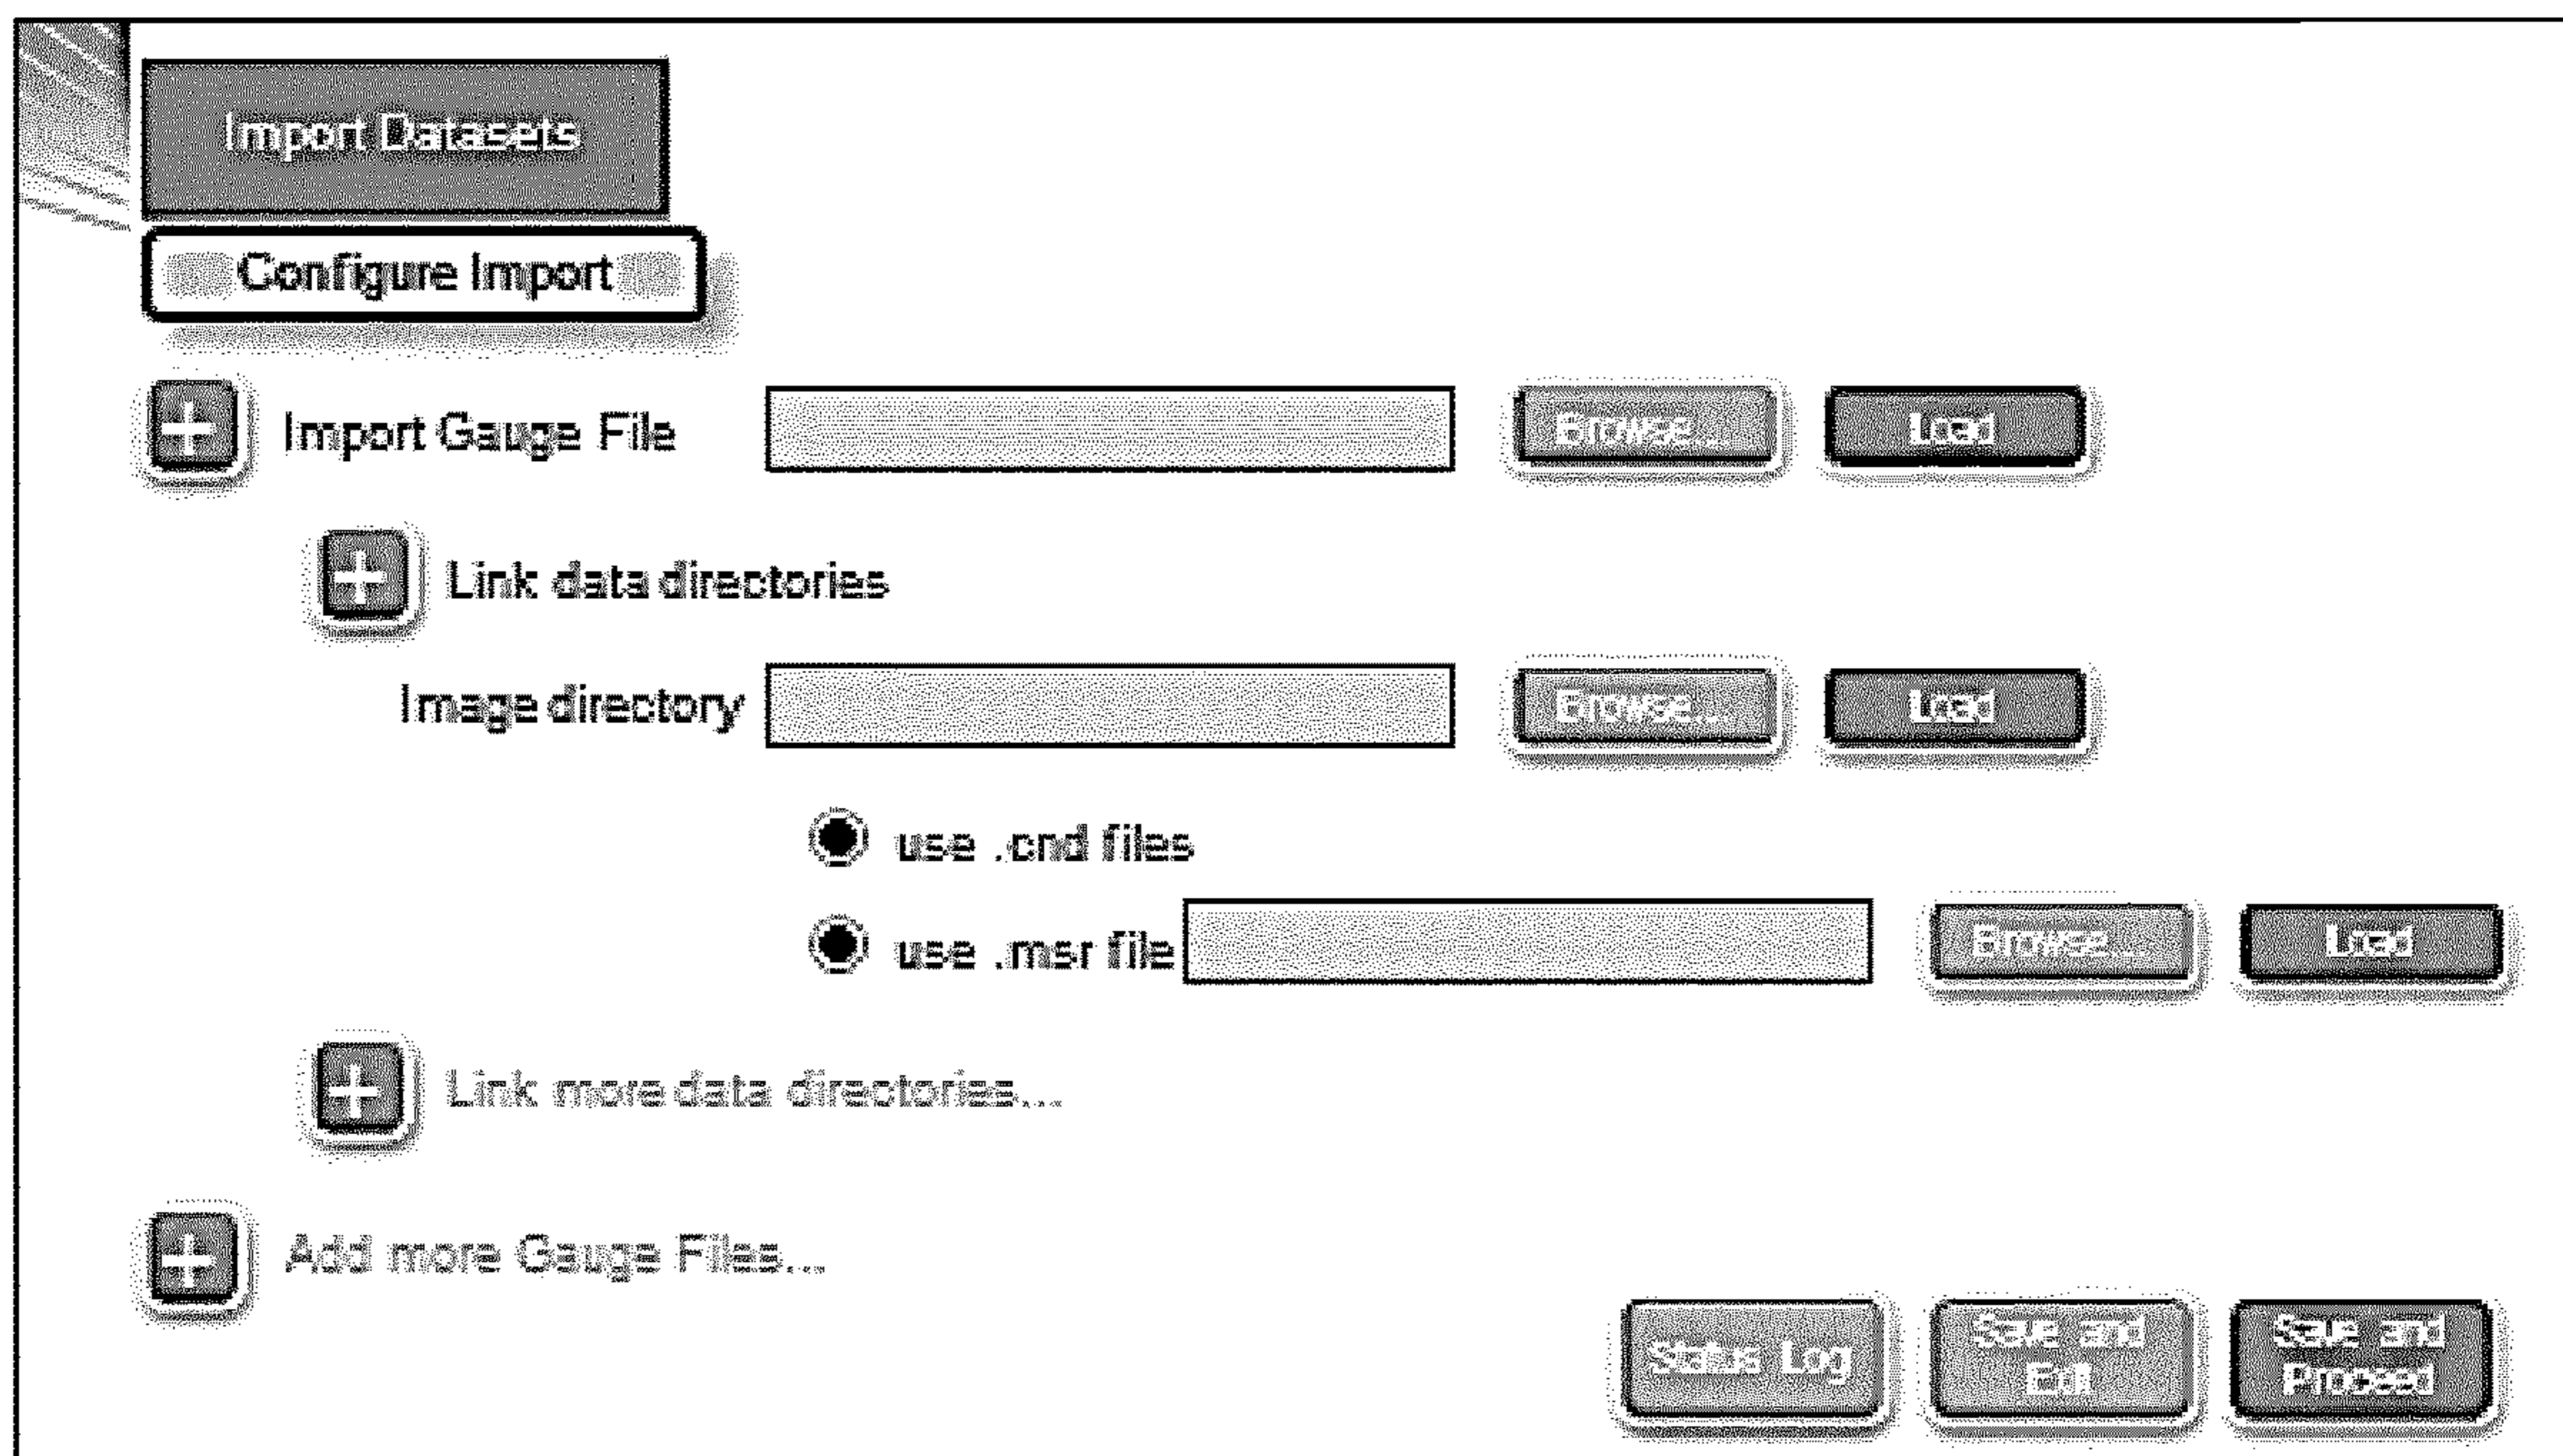 Import Datasets
Configure Import
Import Gauge File Browse... Load
Link data directories
Image directory Browse... Load
use .cnd files
use .msr file Browse... Load
Link more data directories...
Add more Gauge Files...
Status Log
Save and
Exit
Save and
Proceed